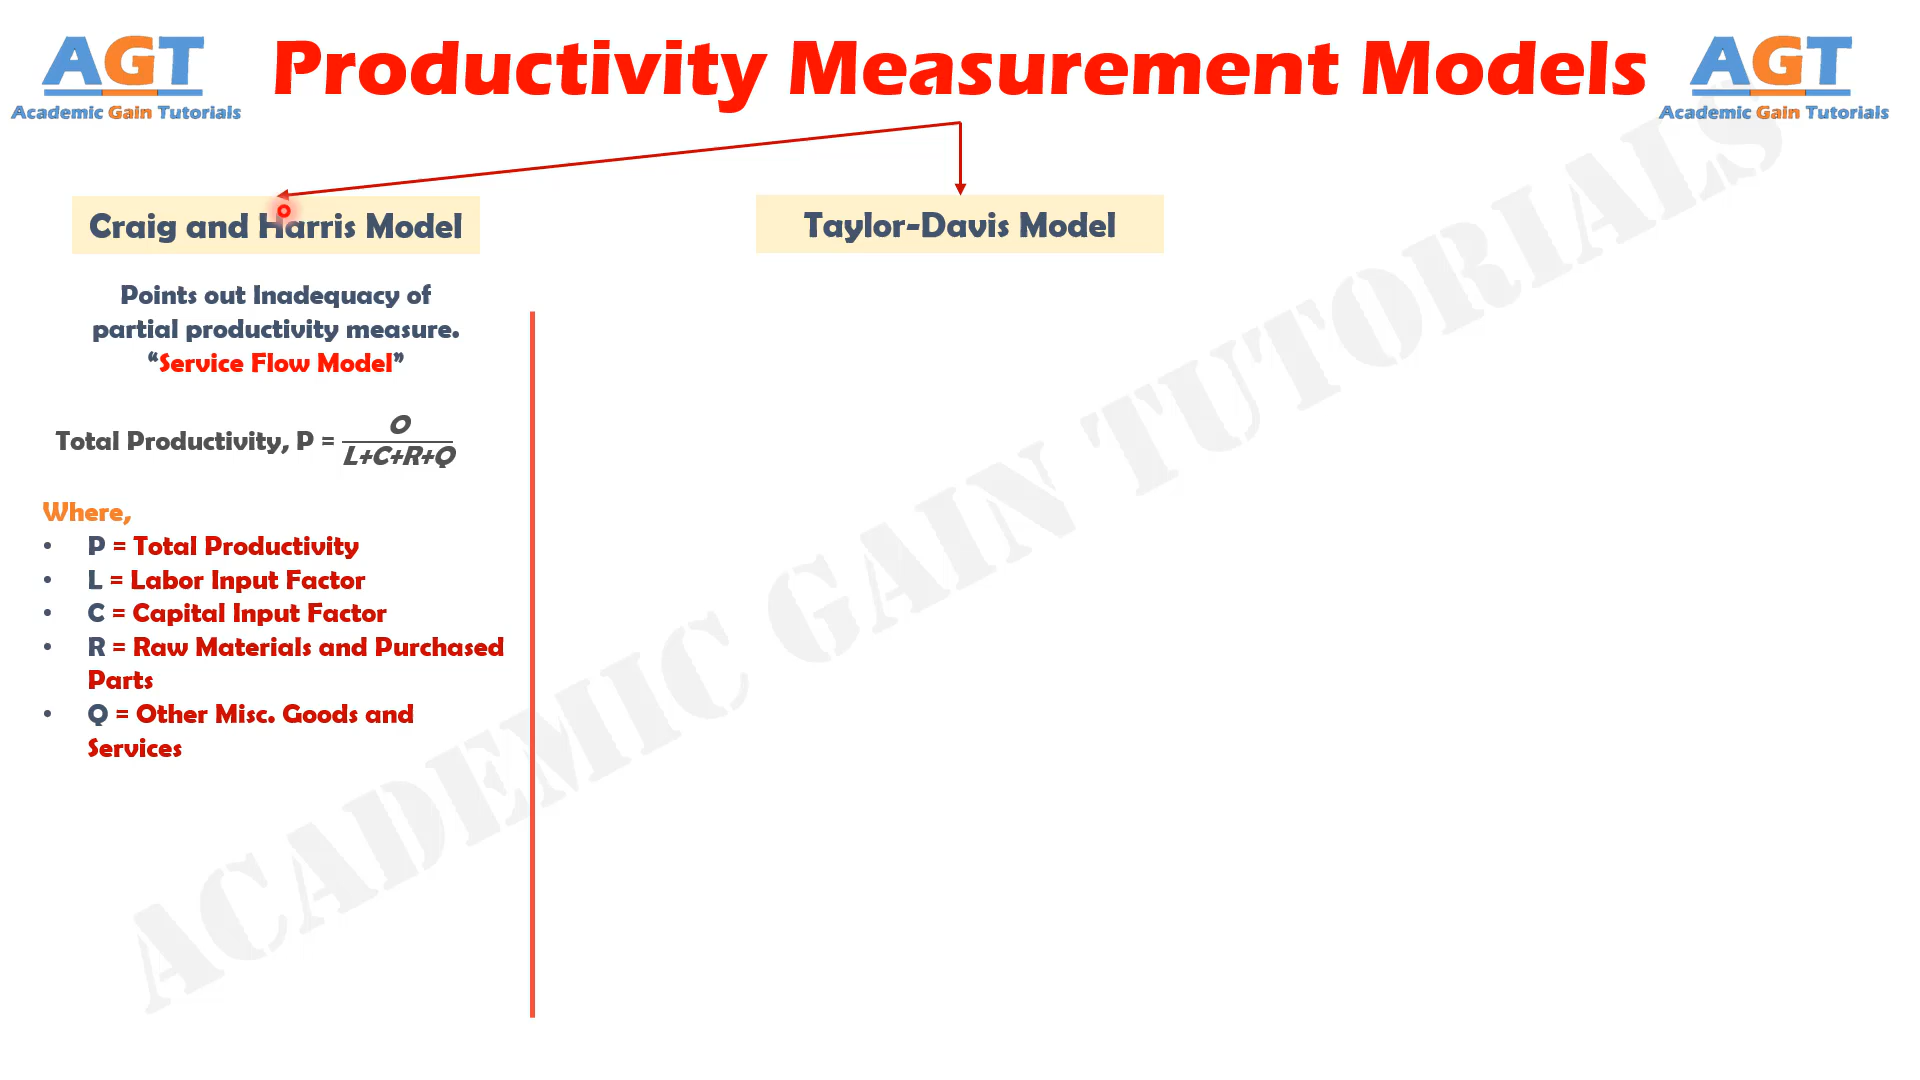 AGT
Academic Gain Tutorials
Productivity Measurement Models
AGT
Academic Gain Tutorials
Craig and Harris Model
Taylor-Davis Model
Points out Inadequacy of
partial productivity measure.
“Service Flow Model”
Total Productivity, P = O
L+C+R+Q
Where,
• P = Total Productivity
• L = Labor Input Factor
• C = Capital Input Factor
• R = Raw Materials and Purchased
Parts
• Q = Other Misc. Goods and
Services
ACADEMIC GAIN TUTORIALS